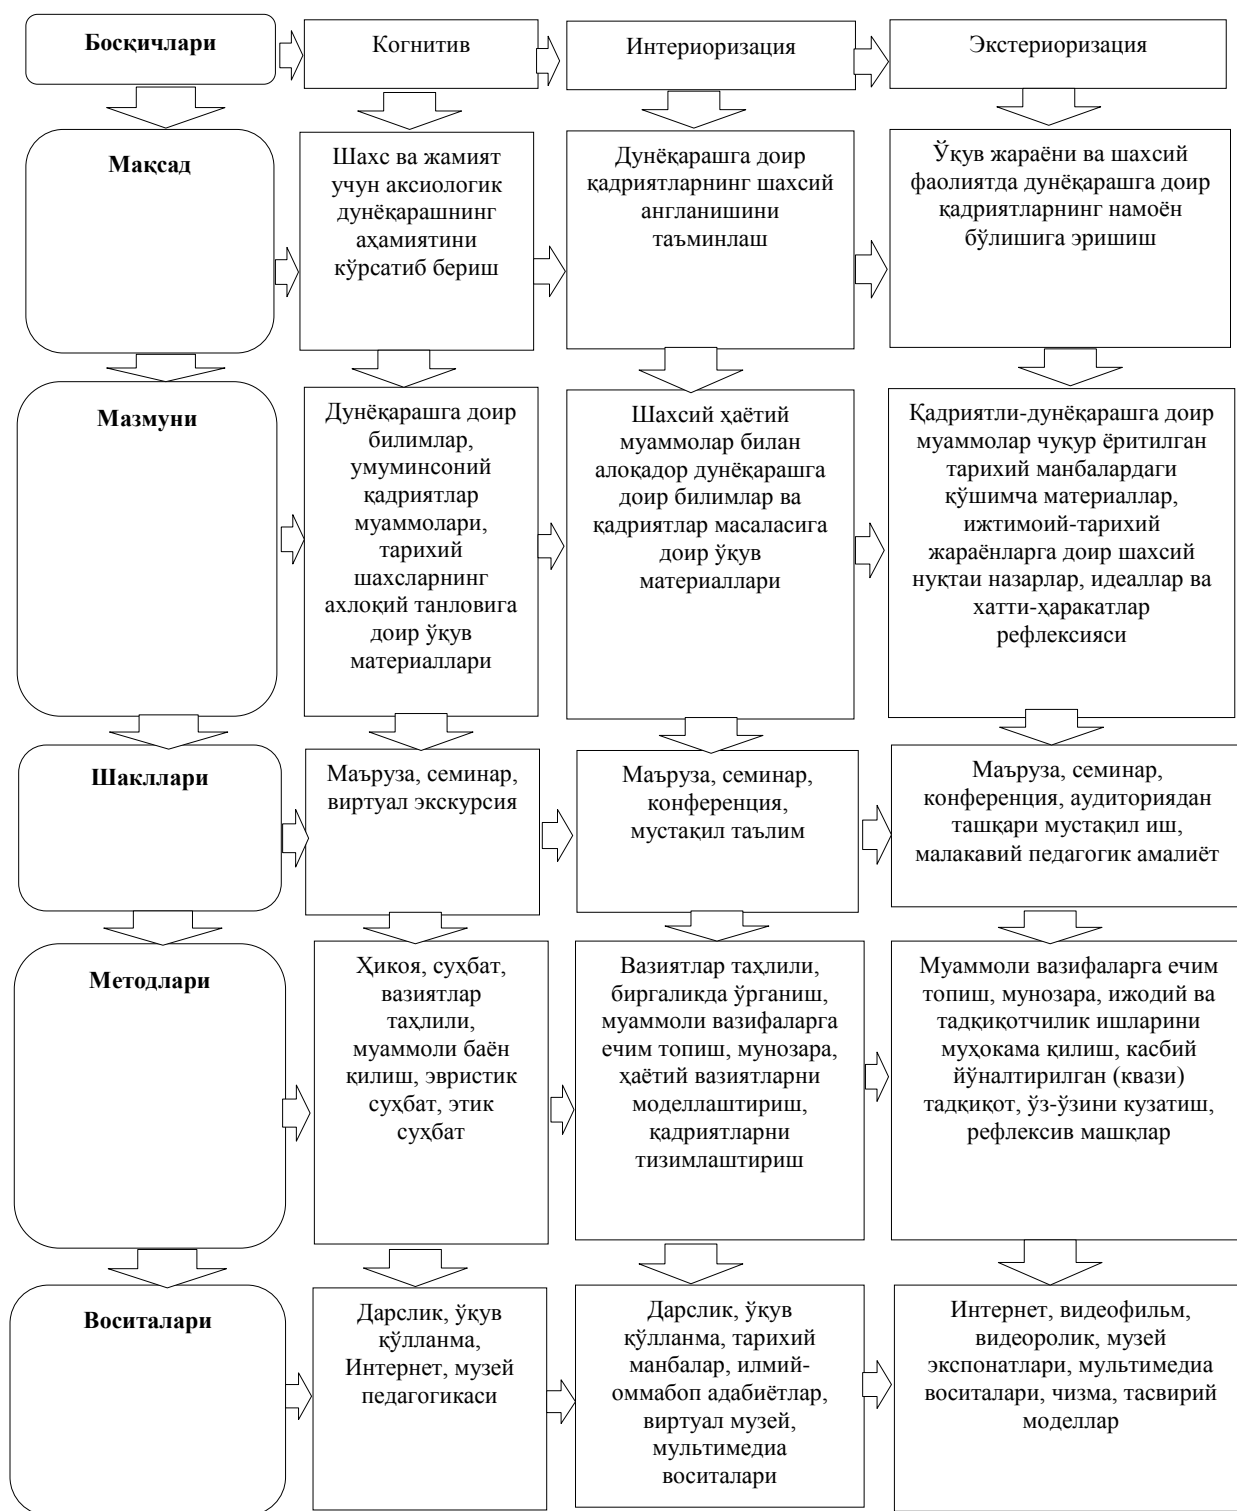 Босқичлари
Когнитив
Интериоризация
Экстериоризация
Мақсад
Шахс ва жамият
учун аксиологик
дунёқарашнинг
аҳамиятини
кўрсатиб бериш
Дунёқарашга доир
қадриятларнинг шахсий
англанишини
таъминлаш
Ўқув жараёни ва шахсий
фаолиятда дунёқарашга доир
қадриятларнинг намоён
бўлишига эришиш
Мазмуни
Дунёқарашга доир
билимлар,
умуминсоний
қадриятлар
муаммолари,
тарихий
шахсларнинг
ахлоқий танловига
доир ўқув
материаллари
Шахсий ҳаётий
муаммолар билан
алоқадор дунёқарашга
доир билимлар ва
қадриятлар масаласига
доир ўқув
материаллари
Қадриятли-дунёқарашга доир
муаммолар чуқур ёритилган
тарихий манбалардаги
қўшимча материаллар,
ижтимоий-тарихий
жараёнларга доир шахсий
нуқтаи назарлар, идеаллар ва
хатти-ҳаракатлар
рефлексияси
Шакллари
Маъруза, семинар,
виртуал экскурсия
Маъруза, семинар,
конференция,
мустақил таълим
Маъруза, семинар,
конференция, аудиториядан
ташқари мустақил иш,
малакавий педагогик амалиёт
Методлари
Ҳикоя, суҳбат,
вазиятлар
таҳлили,
муаммоли баён
қилиш, эвристик
суҳбат, этик
суҳбат
Вазиятлар таҳлили,
биргаликда ўрганиш,
муаммоли вазифаларга
ечим топиш, мунозара,
ҳаётий вазиятларни
моделлаштириш,
қадриятларни
тизимлаштириш
Муаммоли вазифаларга ечим
топиш, мунозара, ижодий ва
тадқиқотчилик ишларини
муҳокама қилиш, касбий
йўналтирилган (квази)
тадқиқот, ўз-ўзини кузатиш,
рефлексив машқлар
Воситалари
Дарслик, ўқув
қўлланма,
Интернет, музей
педагогикаси
Дарслик, ўқув
қўлланма, тарихий
манбалар, илмий-
оммабоп адабиётлар,
виртуал музей,
мультимедиа
воситалари
Интернет, видеофильм,
видеоролик, музей
экспонатлари, мультимедиа
воситалари, чизма, тасвирий
моделлар